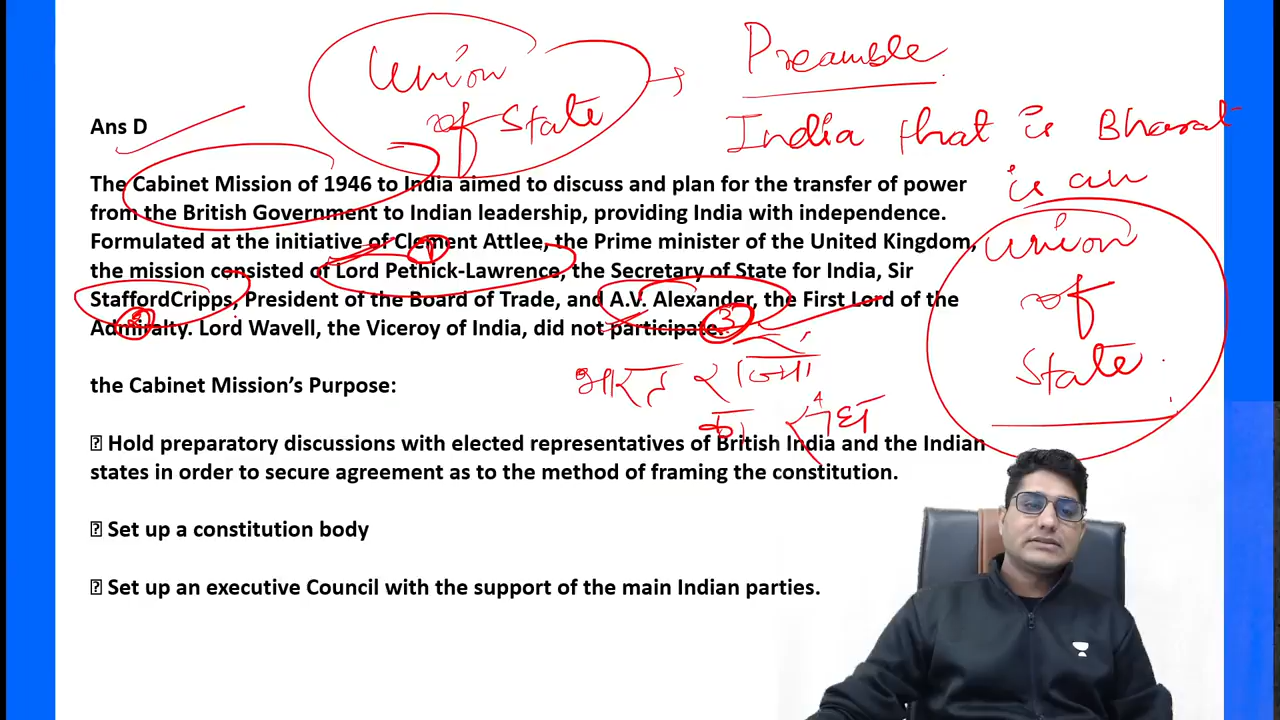 Union
of State
Preamble
India that is Bharat
is an
Union
of
State
Ans D
The Cabinet Mission of 1946 to India aimed to discuss and plan for the transfer of power
from the British Government to Indian leadership, providing India with independence.
Formulated at the initiative of Clement Attlee, the Prime minister of the United Kingdom,
the mission consisted of Lord Pethick-Lawrence, the Secretary of State for India, Sir
StaffordCripps, President of the Board of Trade, and A.V. Alexander, the First Lord of the
Admiralty. Lord Wavell, the Viceroy of India, did not participate.
1
2
3
भारत राज्यों
का संघ
the Cabinet Mission’s Purpose:
Hold preparatory discussions with elected representatives of British India and the Indian
states in order to secure agreement as to the method of framing the constitution.
Set up a constitution body
Set up an executive Council with the support of the main Indian parties.